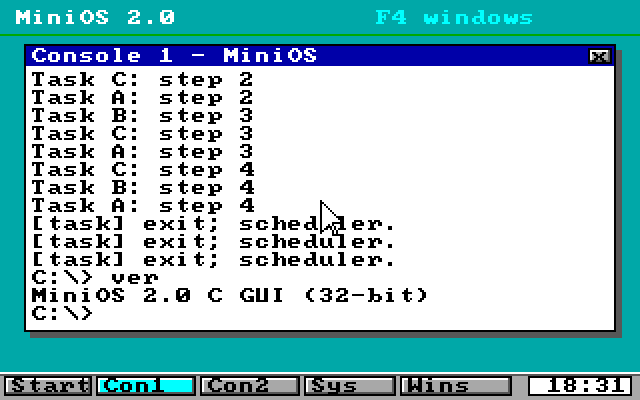 MiniOS 2.0 F4 windows
Console 1 - MiniOS
Task C: step 2
Task A: step 2
Task B: step 3
Task C: step 3
Task A: step 3
Task C: step 4
Task B: step 4
Task A: step 4
[task] exit; scheduler.
[task] exit; scheduler.
[task] exit; scheduler.
C:\> ver
MiniOS 2.0 C GUI (32-bit)
C:\>
Start Con1 Con2 Sys Wins 18:31